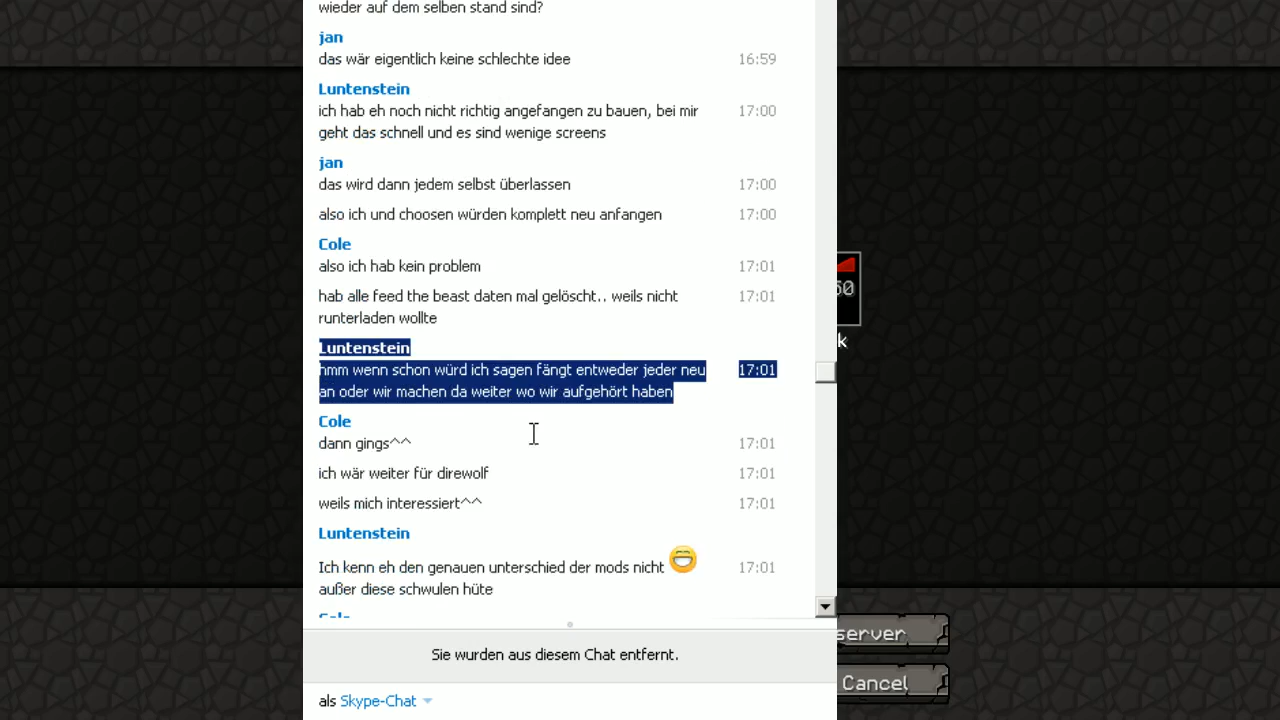 wieder auf dem selben stand sind?
jan
das wär eigentlich keine schlechte idee 16:59
Luntenstein
ich hab eh noch nicht richtig angefangen zu bauen, bei mir 17:00
geht das schnell und es sind wenige screens
jan
das wird dann jedem selbst überlassen 17:00
also ich und choosen würden komplett neu anfangen 17:00
Cole
also ich hab kein problem 17:01
hab alle feed the beast daten mal gelöscht.. weils nicht 17:01
runterladen wollte
Luntenstein
hmm wenn schon würd ich sagen fängt entweder jeder neu 17:01
an oder wir machen da weiter wo wir aufgehört haben
Cole
dann gings^^ 17:01
ich wär weiter für direwolf 17:01
weils mich interessiert^^ 17:01
Luntenstein
Ich kenn eh den genauen unterschied der mods nicht 17:01
außer diese schwulen hüte
Cole
Sie wurden aus diesem Chat entfernt.
als Skype-Chat
60
k
server
Cancel